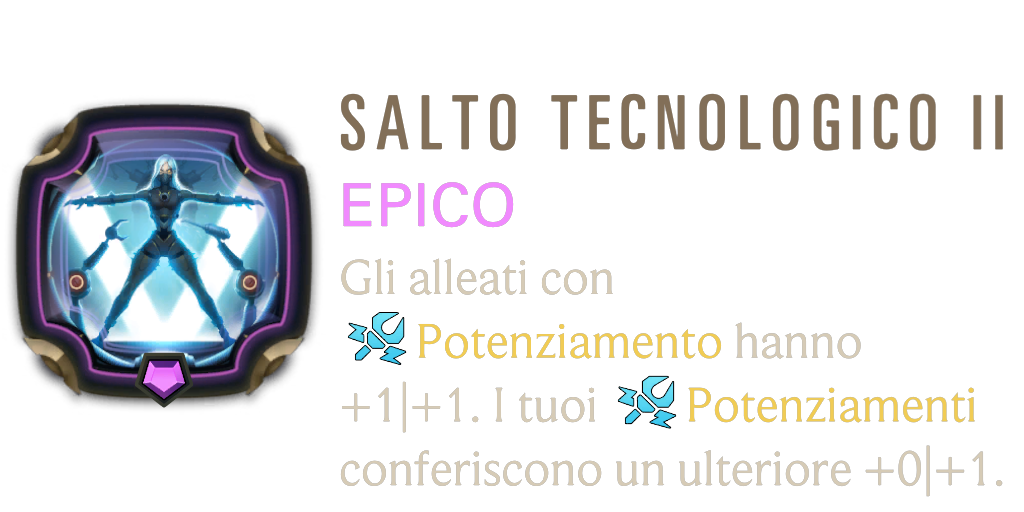 SALTO TECNOLOGICO II
EPICO
Gli alleati con
Potenziamento hanno
+1|+1. I tuoi Potenziamenti
conferiscono un ulteriore +0|+1.